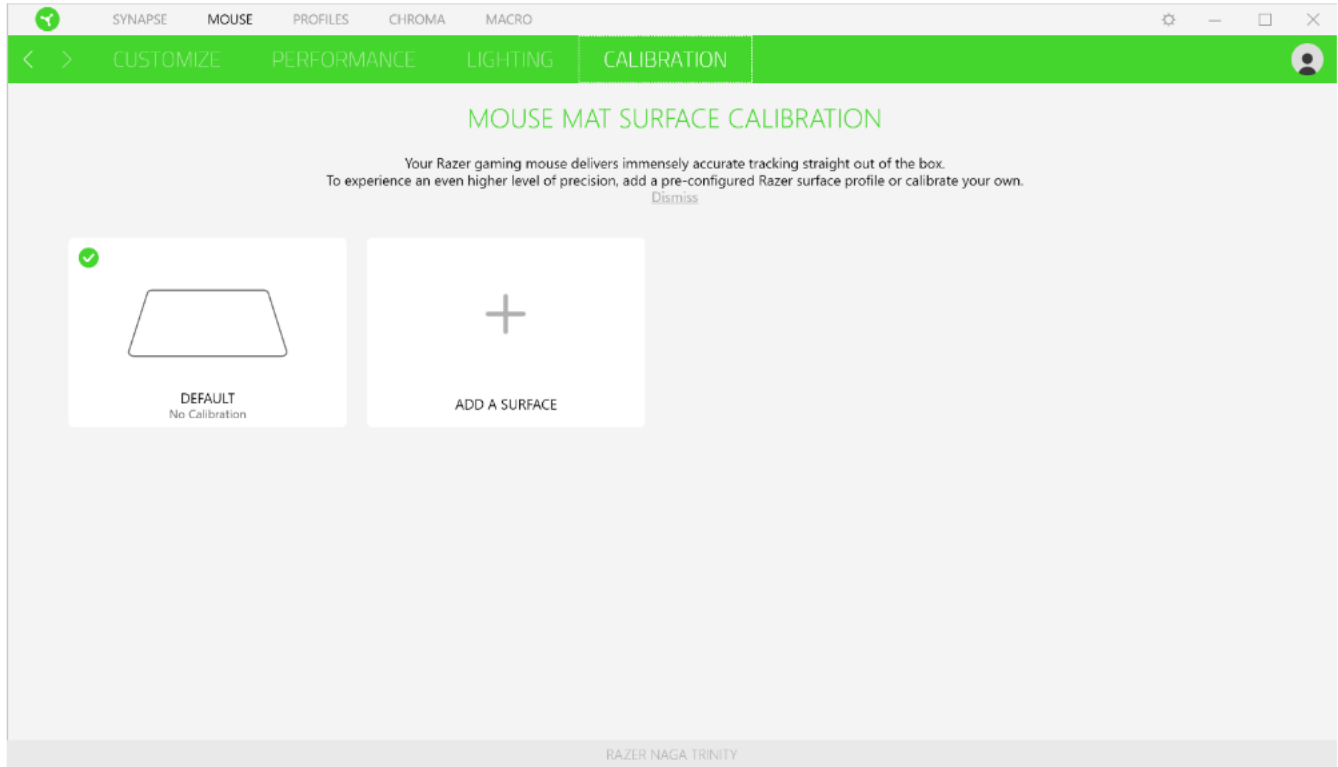 SYNAPSE MOUSE PROFILES CHROMA MACRO
CUSTOMIZE PERFORMANCE LIGHTING CALIBRATION
MOUSE MAT SURFACE CALIBRATION
Your Razer gaming mouse delivers immensely accurate tracking straight out of the box.
To experience an even higher level of precision, add a pre-configured Razer surface profile or calibrate your own.
Dismiss
DEFAULT
No Calibration
ADD A SURFACE
RAZER NAGA TRINITY